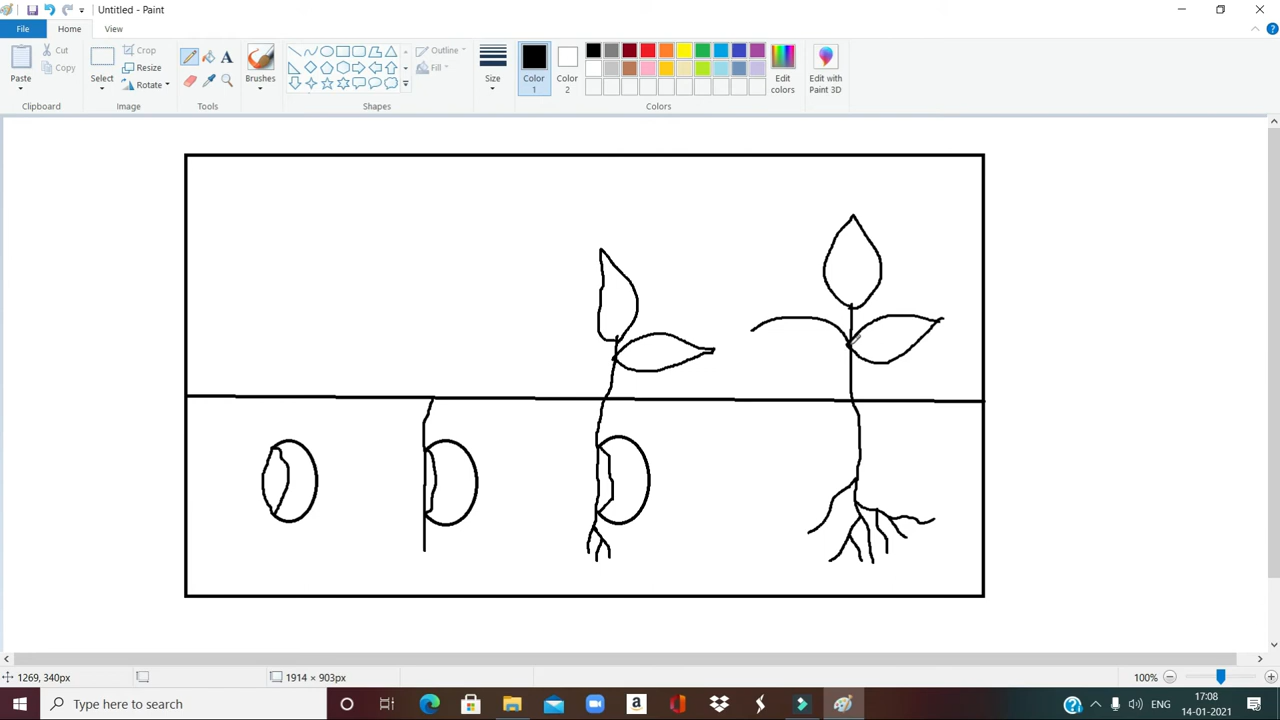 Untitled - Paint
File
Home
View
Paste
Cut
Copy
Clipboard
Select
Crop
Resize
Rotate
Image
A
Tools
Brushes
Outline
Fill
Shapes
Size
Color
1
Color
2
Edit
colors
Colors
Edit with
Paint 3D
1269, 340px
1914 × 903px
100%
Type here to search
a
ENG
17:08
14-01-2021